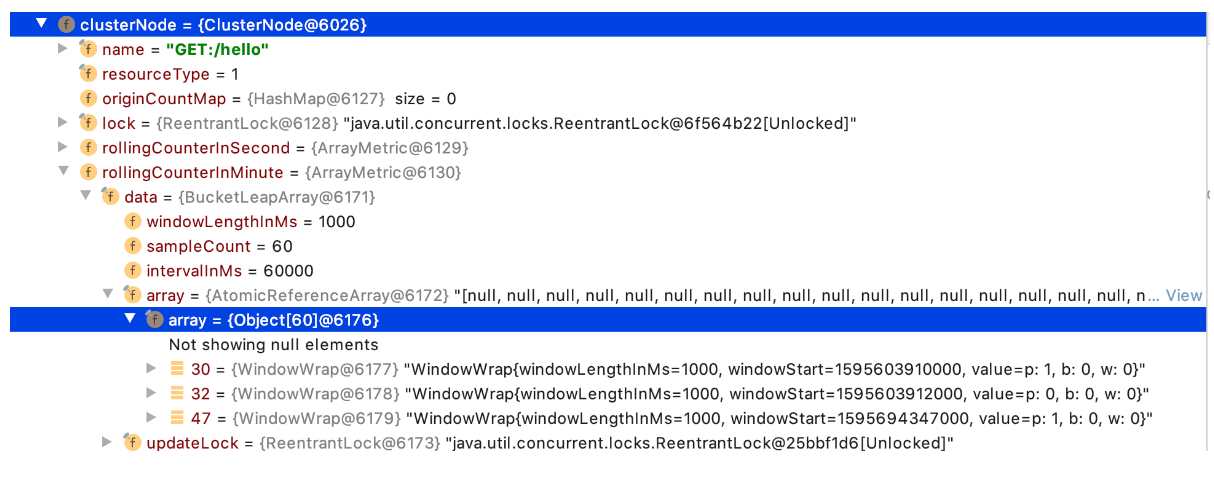 clusterNode = {ClusterNode@6026}
name = "GET:/hello"
resourceType = 1
originCountMap = {HashMap@6127} size = 0
lock = {ReentrantLock@6128} "java.util.concurrent.locks.ReentrantLock@6f564b22[Unlocked]"
rollingCounterInSecond = {ArrayMetric@6129}
rollingCounterInMinute = {ArrayMetric@6130}
data = {BucketLeapArray@6171}
windowLengthInMs = 1000
sampleCount = 60
intervalInMs = 60000
array = {AtomicReferenceArray@6172} "[null, null, null, null, null, null, null, null, null, null, null, null, null, null, null, null, null, n... View
array = {Object[60]@6176}
Not showing null elements
30 = {WindowWrap@6177} "WindowWrap{windowLengthInMs=1000, windowStart=1595603910000, value=p: 1, b: 0, w: 0}"
32 = {WindowWrap@6178} "WindowWrap{windowLengthInMs=1000, windowStart=1595603912000, value=p: 0, b: 0, w: 0}"
47 = {WindowWrap@6179} "WindowWrap{windowLengthInMs=1000, windowStart=1595694347000, value=p: 1, b: 0, w: 0}"
updateLock = {ReentrantLock@6173} "java.util.concurrent.locks.ReentrantLock@25bbf1d6[Unlocked]"